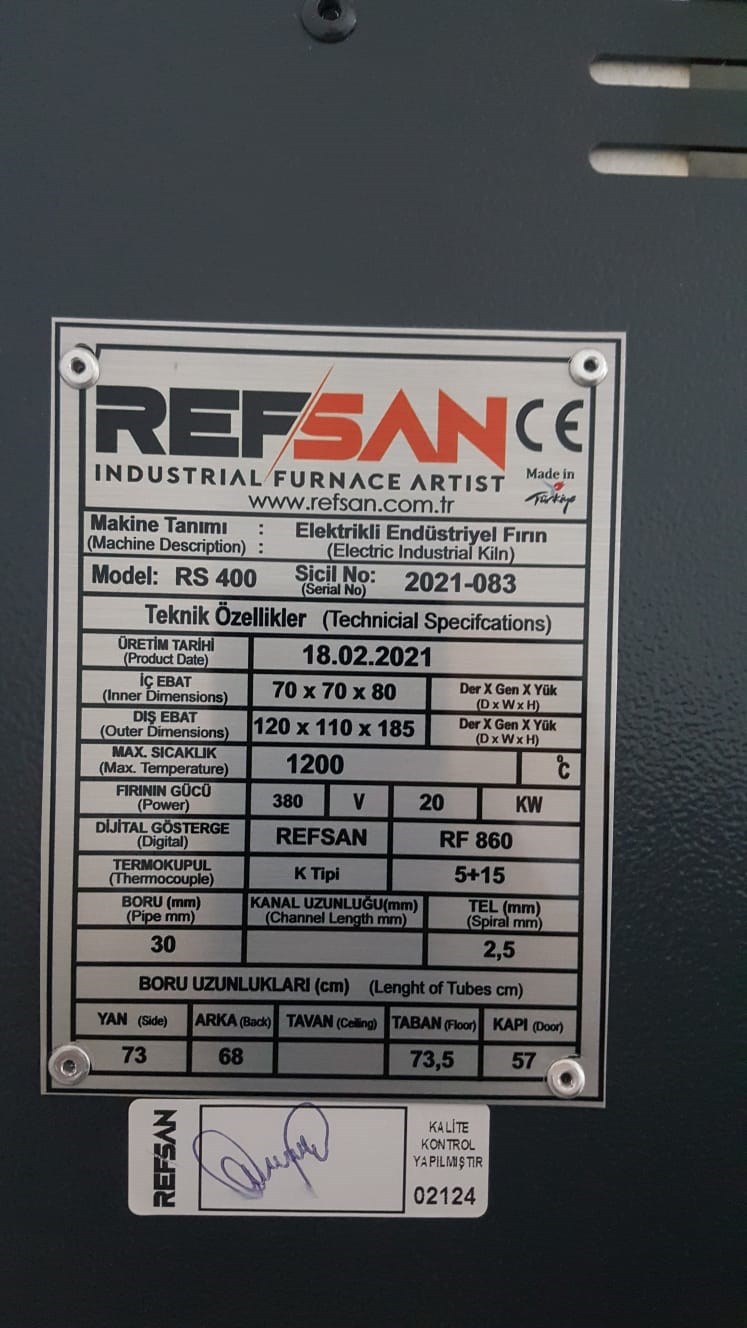 REFSAN CE
INDUSTRIAL FURNACE ARTIST
Made in
Türkiye
www.refsan.com.tr
Makine Tanımı : Elektrikli Endüstriyel Fırın
(Machine Description) : (Electric Industrial Kiln)
Model: RS 400 Sicil No: 2021-083
(Serial No)
Teknik Özellikler (Technicial Specifcations)
ÜRETİM TARİHİ
(Product Date)
18.02.2021
İÇ EBAT
(Inner Dimensions)
70 x 70 x 80
Der X Gen X Yük
(D x W x H)
DIŞ EBAT
(Outer Dimensions)
120 x 110 x 185
Der X Gen X Yük
(D x W x H)
MAX. SICAKLIK
(Max. Temperature)
1200
°C
FIRININ GÜCÜ
(Power)
380 V 20 KW
DİJİTAL GÖSTERGE
(Digital)
REFSAN RF 860
TERMOKUPUL
(Thermocouple)
K Tipi 5+15
BORU (mm)
(Pipe mm)
KANAL UZUNLUĞU(mm)
(Channel Length mm)
TEL (mm)
(Spiral mm)
30 2,5
BORU UZUNLUKLARI (cm) (Lenght of Tubes cm)
YAN (Side) ARKA (Back) TAVAN (Ceiling) TABAN (Floor) KAPI (Door)
73 68 73,5 57
REFSAN
KALİTE
KONTROL
YAPILMIŞTIR
02124